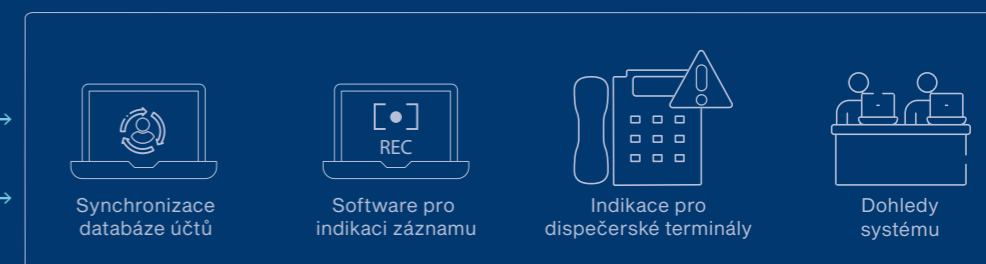 REC
Synchronizace
databáze účtů
Software pro
indikaci záznamu
Indikace pro
dispečerské terminály
Dohledy
systému